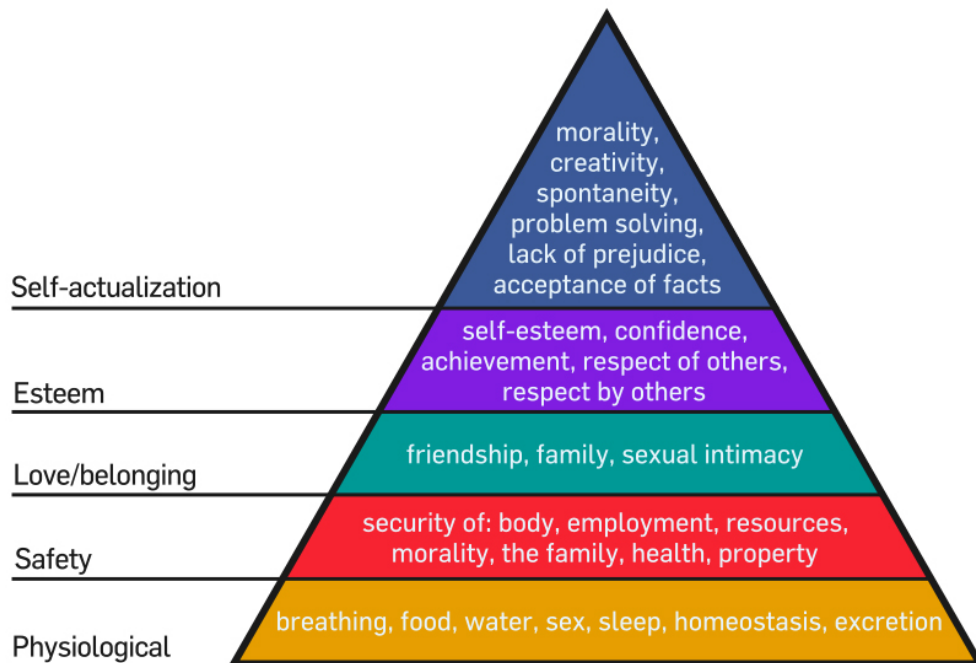 morality,
creativity,
spontaneity,
problem solving,
lack of prejudice,
acceptance of facts
Self-actualization
self-esteem, confidence,
achievement, respect of others,
respect by others
Esteem
friendship, family, sexual intimacy
Love/belonging
security of: body, employment, resources,
morality, the family, health, property
Safety
breathing, food, water, sex, sleep, homeostasis, excretion
Physiological